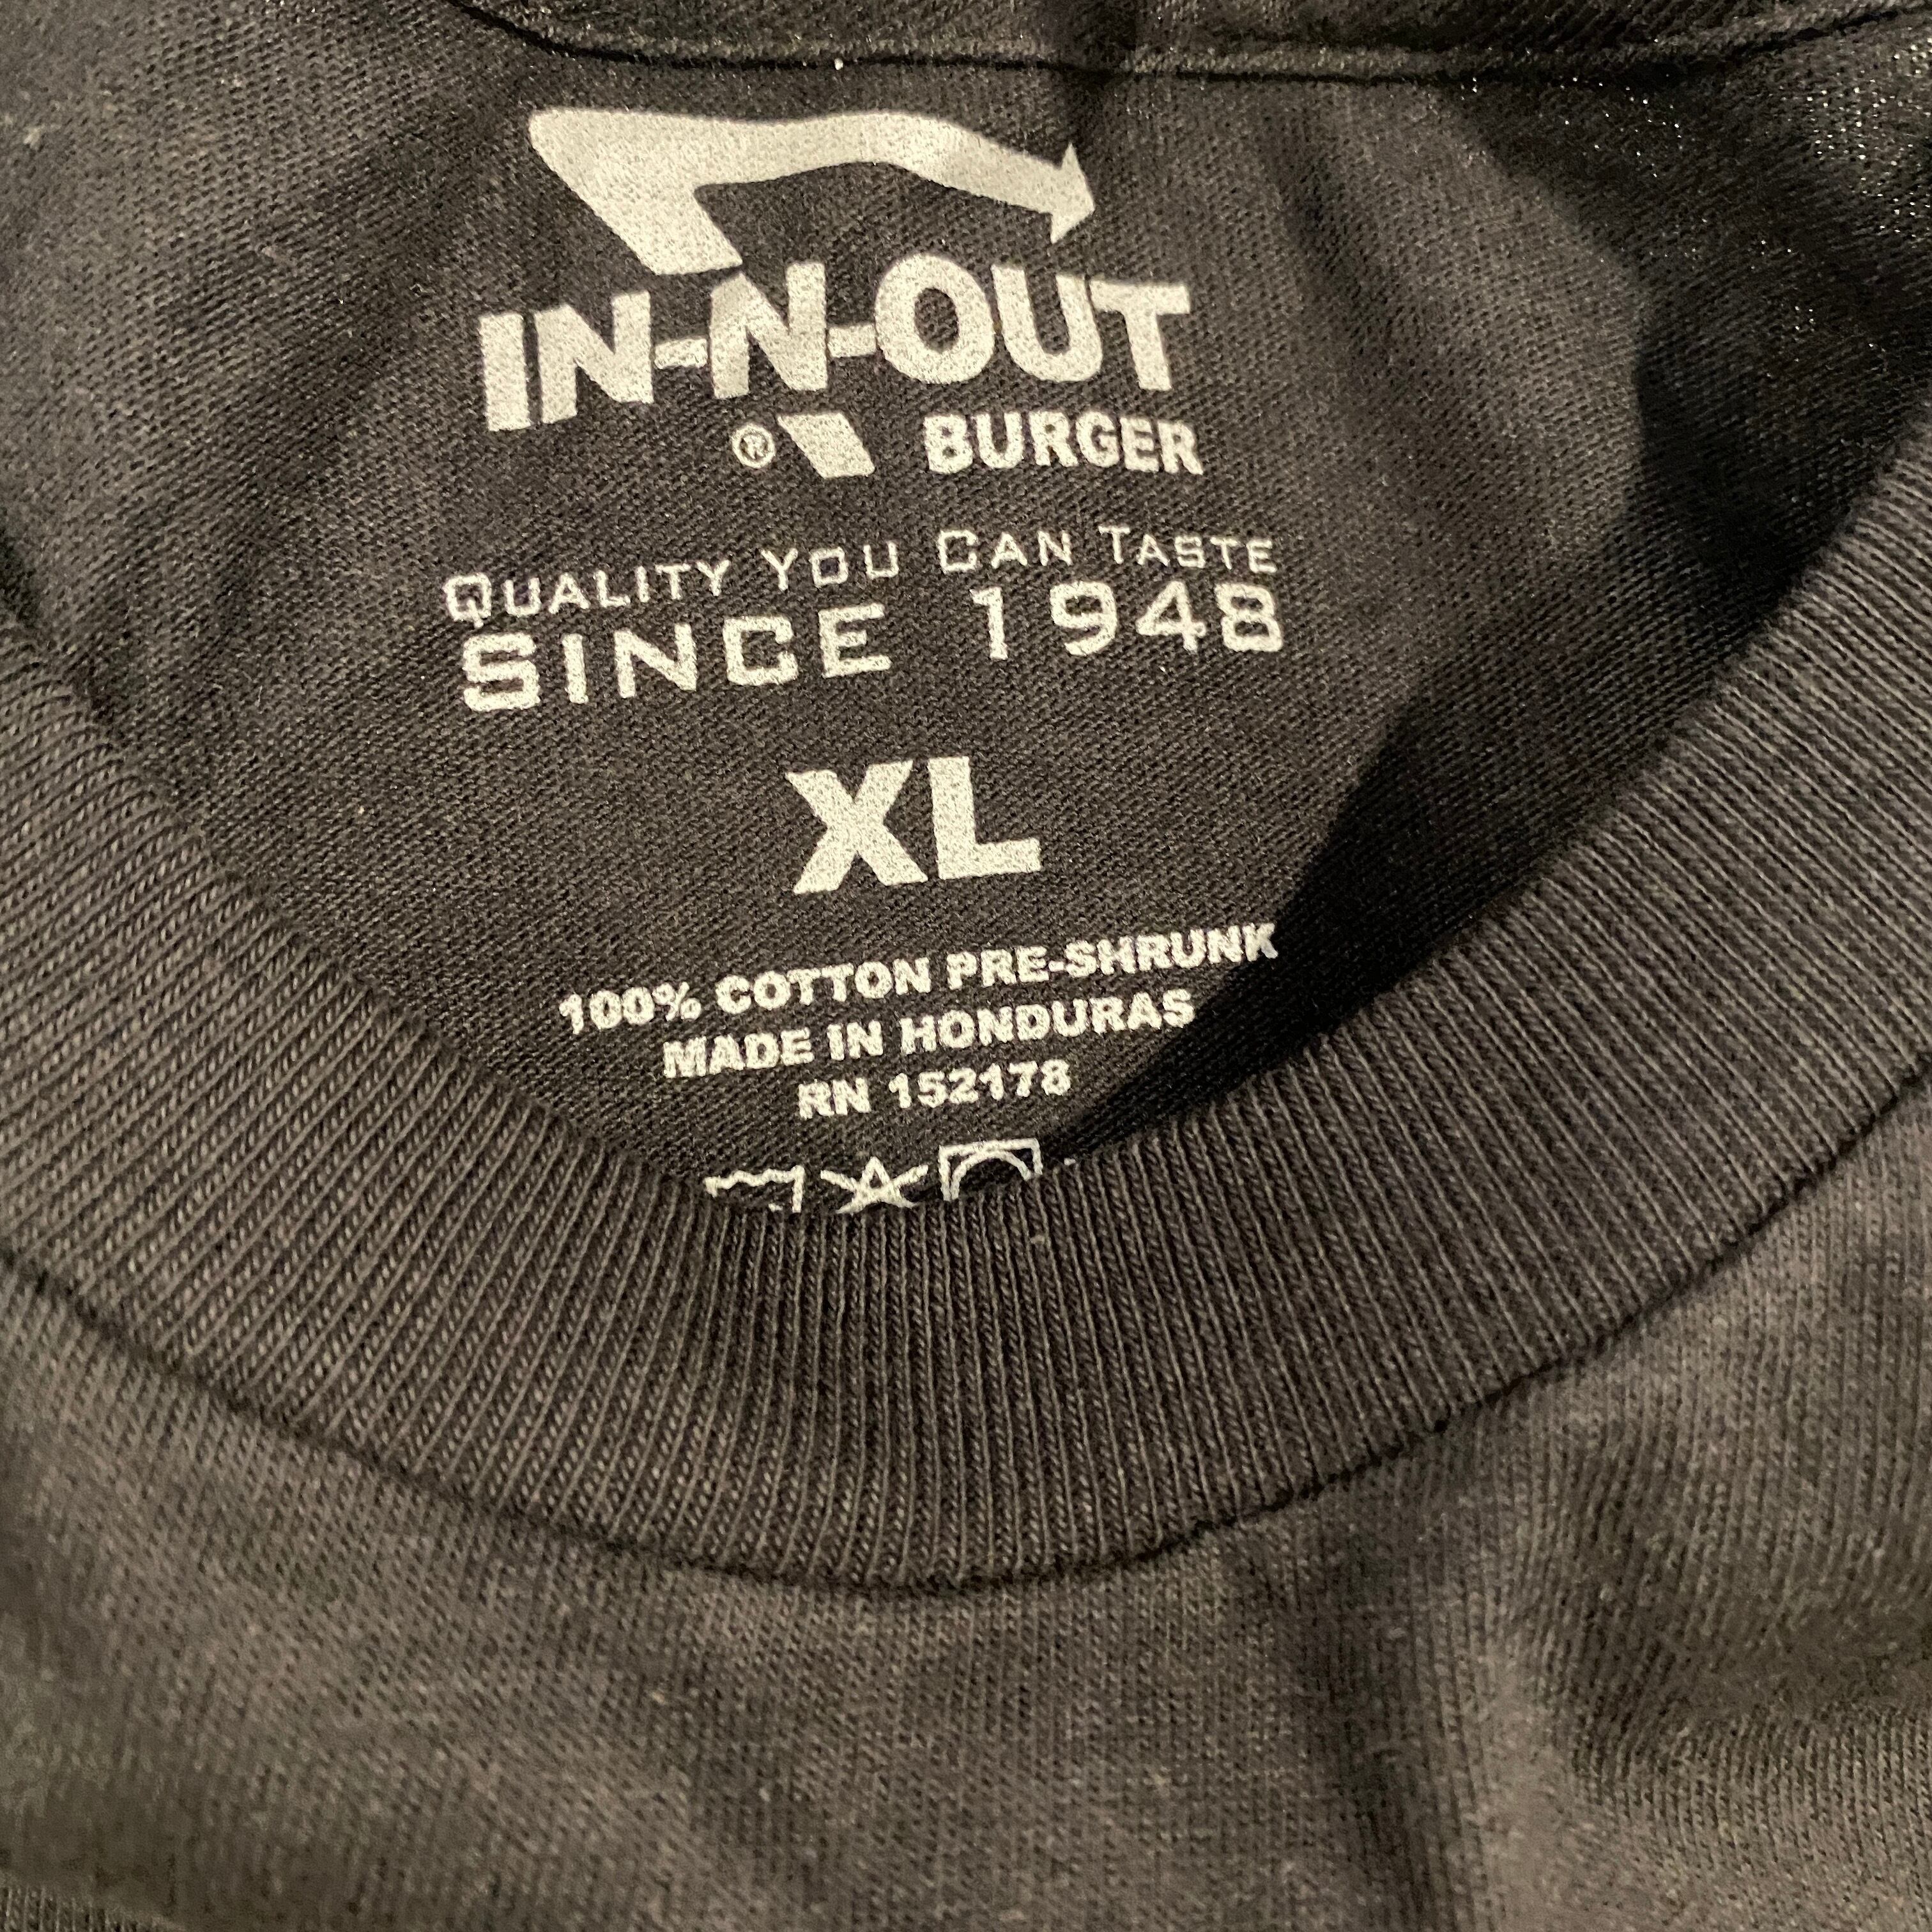 IN-N-OUT
® BURGER
QUALITY YOU CAN TASTE
SINCE 1948
XL
100% COTTON PRE-SHRUNK
MADE IN HONDURAS
RN 152178